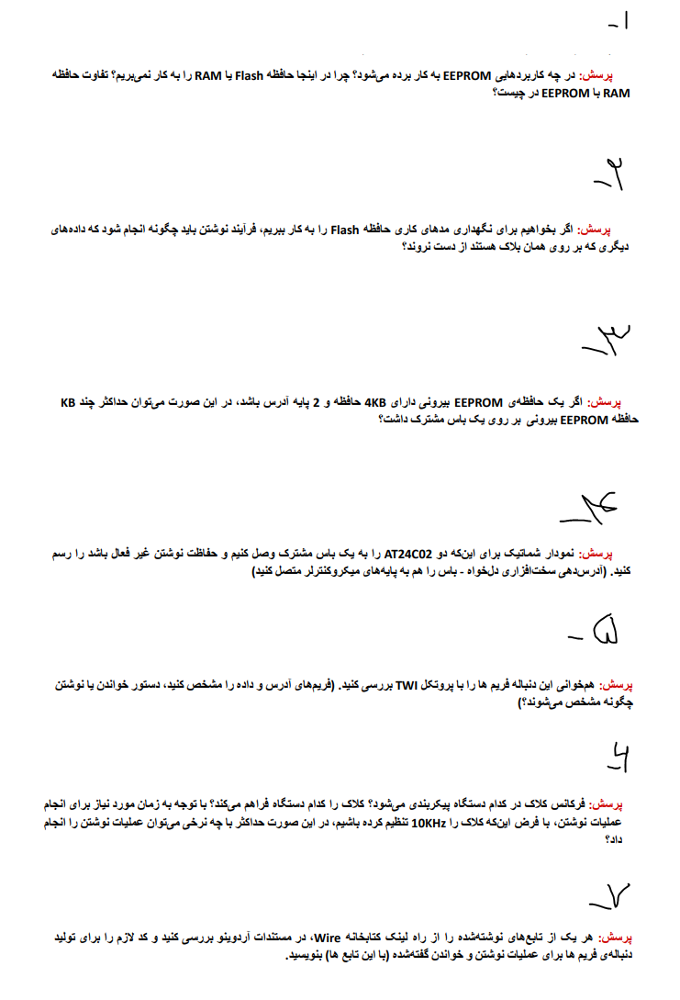 ۱-
پرسش: در چه کاربردهایی EEPROM به کار برده می‌شود؟ چرا در اینجا حافظه Flash یا RAM را به کار نمی‌بریم؟ تفاوت حافظه
RAM با EEPROM در چیست؟
۲-
پرسش: اگر بخواهیم برای نگهداری مدهای کاری حافظه Flash را به کار ببریم، فرآیند نوشتن باید چگونه انجام شود که داده‌های
دیگری که بر روی همان بلاک هستند از دست نروند؟
۳-
پرسش: اگر یک حافظه‌ی EEPROM بیرونی دارای 4KB حافظه و 2 پایه آدرس باشد، در این صورت می‌توان حداکثر چند KB
حافظه EEPROM بیرونی بر روی یک باس مشترک داشت؟
۴-
پرسش: نمودار شماتیک برای این‌که دو AT24C02 را به یک باس مشترک وصل کنیم و حفاظت نوشتن غیر فعال باشد را رسم
کنید. (آدرس‌دهی سخت‌افزاری دل‌خواه - باس را هم به پایه‌های میکروکنترلر متصل کنید)
۵-
پرسش: هم‌خوانی این دنباله فریم ها را با پروتکل TWI بررسی کنید. (فریم‌های آدرس و داده را مشخص کنید، دستور خواندن یا نوشتن
چگونه مشخص می‌شوند؟)
۶-
پرسش: فرکانس کلاک در کدام دستگاه پیکربندی می‌شود؟ کلاک را کدام دستگاه فراهم می‌کند؟ با توجه به زمان مورد نیاز برای انجام
عملیات نوشتن، با فرض این‌که کلاک را 10KHz تنظیم کرده باشیم، در این صورت حداکثر با چه نرخی می‌توان عملیات نوشتن را انجام
داد؟
۷-
پرسش: هر یک از تابع‌های نوشته‌شده را از راه لینک کتابخانه Wire، در مستندات آردوینو بررسی کنید و کد لازم را برای تولید
دنباله‌ی فریم ها برای عملیات نوشتن و خواندن گفته‌شده (با این تابع ها) بنویسید.